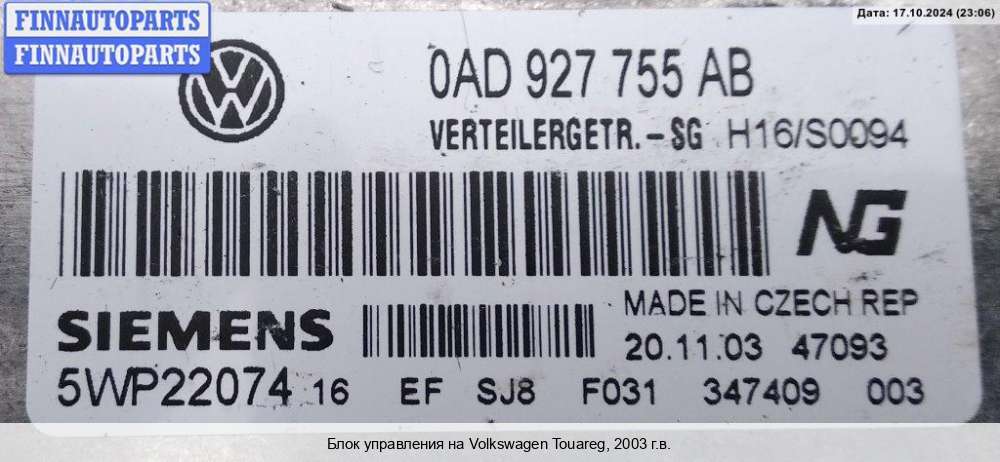 FINNAUTOPARTS
FINNAUTOPARTS
Дата: 17.10.2024 (23:06)
0AD 927 755 AB
VERTEILERGETR.-SG H16/S0094
NG
SIEMENS
MADE IN CZECH REP
20.11.03 47093
5WP22074 16 EF SJ8 F031 347409 003
Блок управления на Volkswagen Touareg, 2003 г.в.